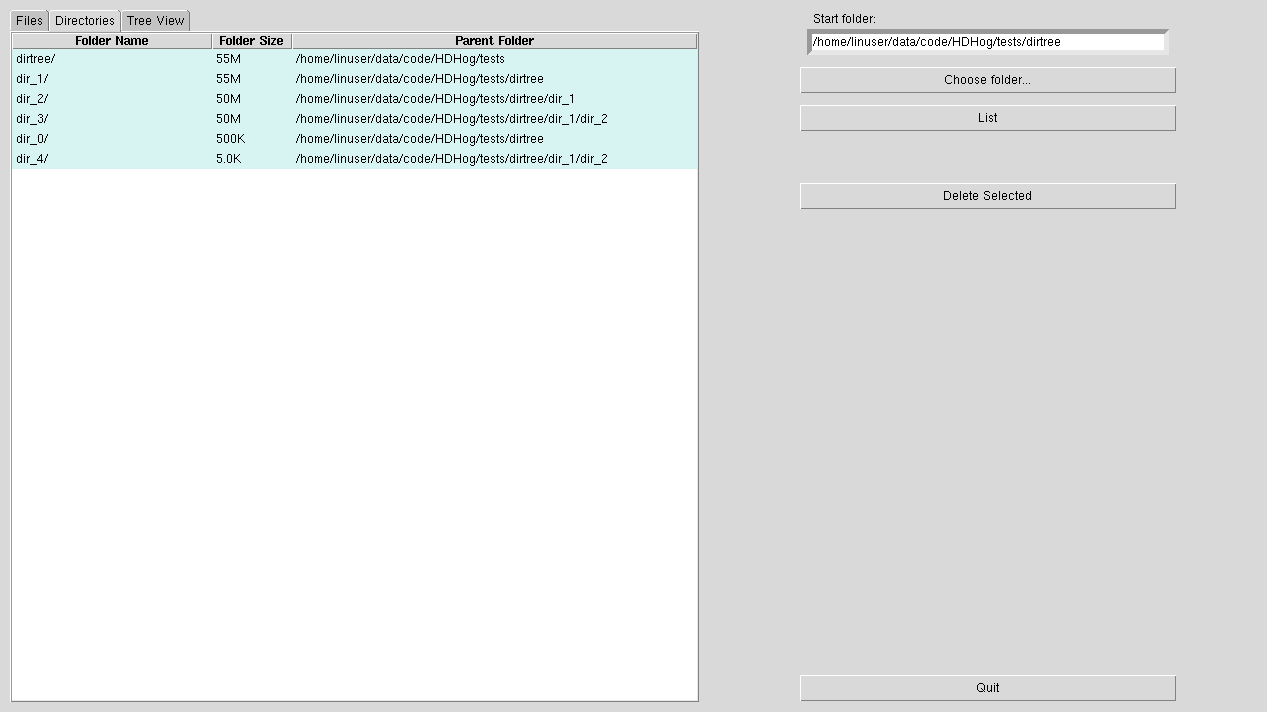 Files Directories Tree View
Folder Name Folder Size Parent Folder
dirtree/ 55M /home/linuser/data/code/HDHog/tests
dir_1/ 55M /home/linuser/data/code/HDHog/tests/dirtree
dir_2/ 50M /home/linuser/data/code/HDHog/tests/dirtree/dir_1
dir_3/ 50M /home/linuser/data/code/HDHog/tests/dirtree/dir_1/dir_2
dir_0/ 500K /home/linuser/data/code/HDHog/tests/dirtree
dir_4/ 5.0K /home/linuser/data/code/HDHog/tests/dirtree/dir_1/dir_2
Start folder:
/home/linuser/data/code/HDHog/tests/dirtree
Choose folder...
List
Delete Selected
Quit